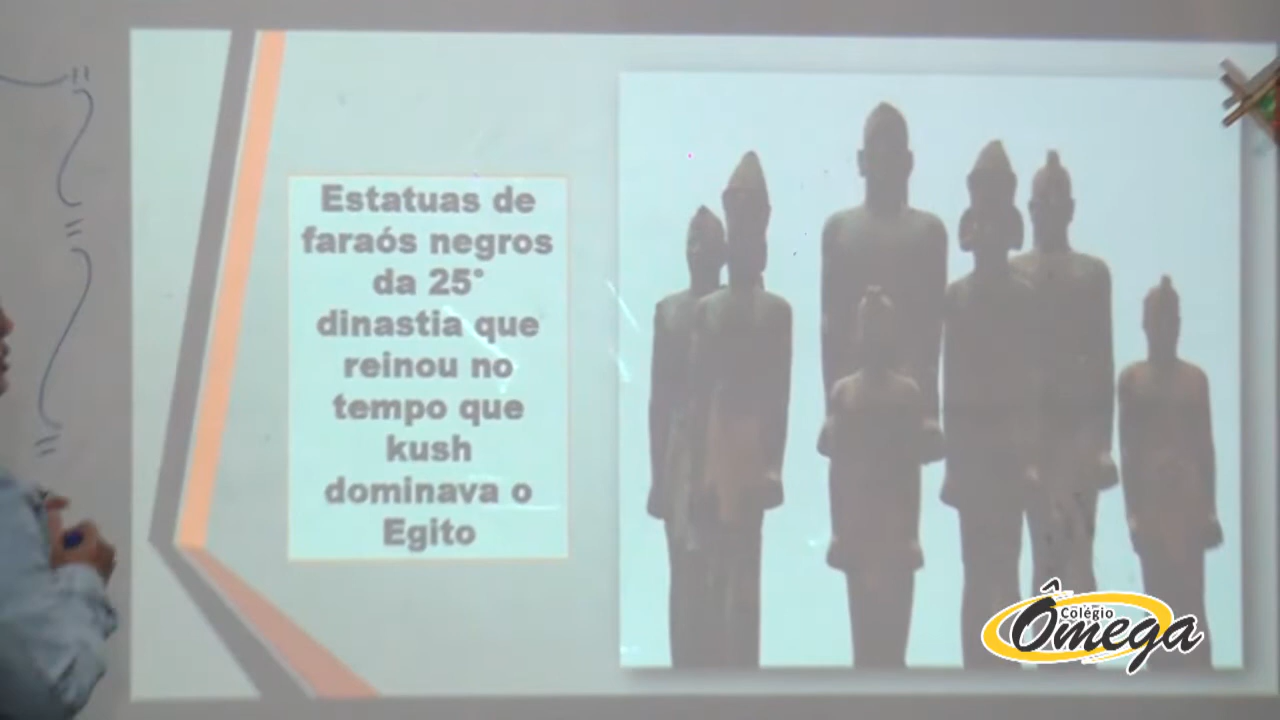 Estatuas de
faraós negros
da 25°
dinastia que
reinou no
tempo que
kush
dominava o
Egito
Colégio
Ômega